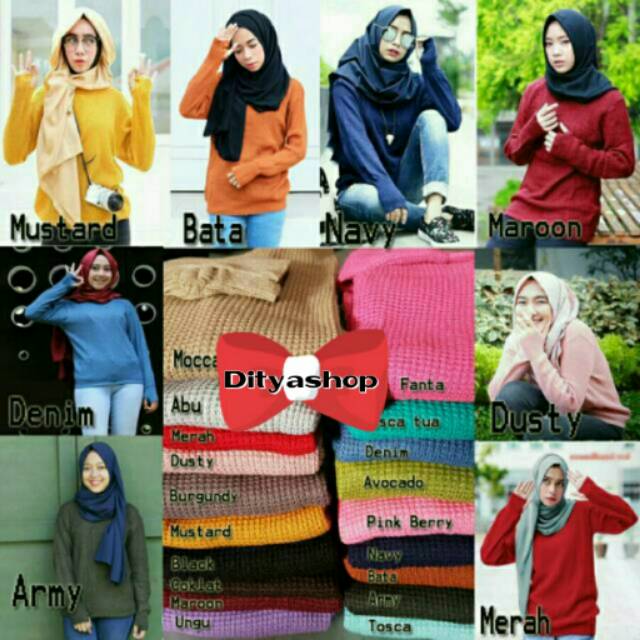 Mustard
Bata
Navy
Maroon
Denim
Mocca
Abu
Merah
Dusty
Burgundy
Mustard
Black
Coklat
Maroon
Ungu
Dityashop
Fanta
sca tua
Denim
Avocado
Pink Berry
Navy
Bata
Army
Tosca
Dusty
Army
Merah